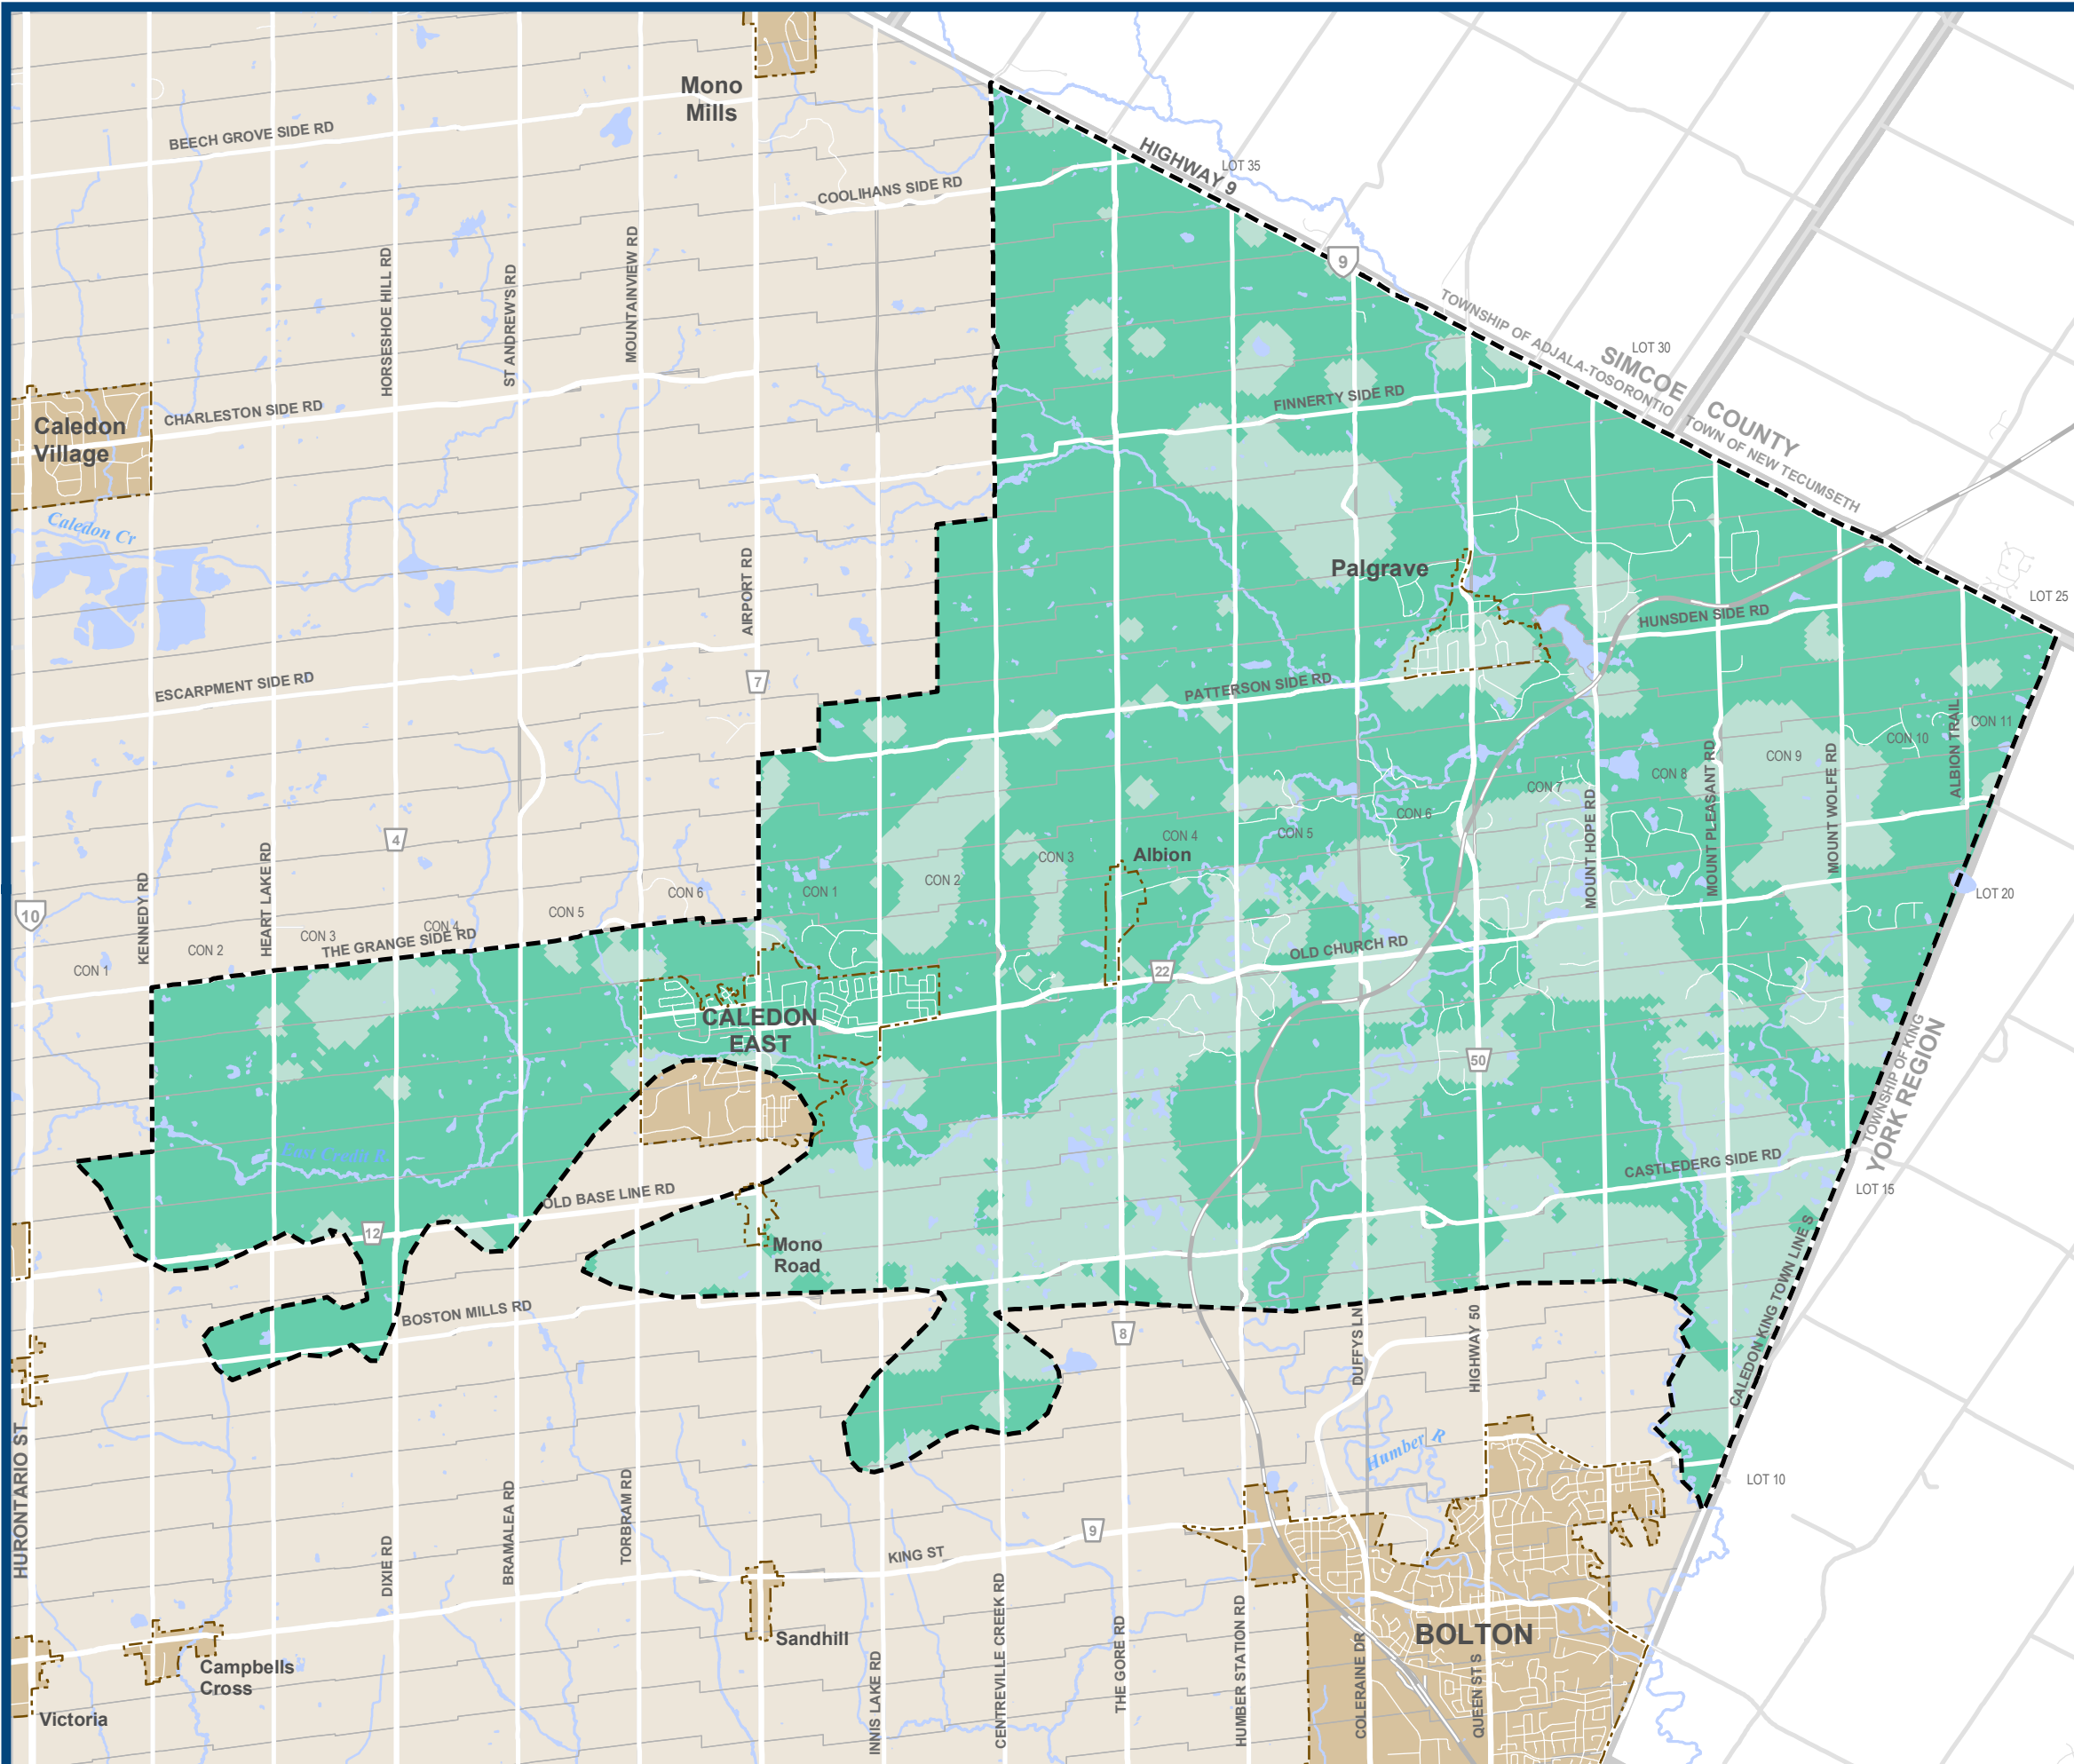 Mono
Mills
BEECH GROVE SIDE RD
HIGHWAY 9
LOT 35
COOLIHANS SIDE RD
HORSESHOE HILL RD
ST ANDREW'S RD
MOUNTAINVIEW RD
9
TOWNSHIP OF ADJALA-TOSORONTIO
LOT 30
SIMCOE
COUNTY
TOWN OF NEW TECUMSETH
FINNERTY SIDE RD
CHARLESTON SIDE RD
Caledon
Village
Caledon Cr
AIRPORT RD
Palgrave
LOT 25
HUNSDEN SIDE RD
ESCARPMENT SIDE RD
7
PATTERSON SIDE RD
CON 11
CON 10
ALBION TRAIL
CON 9
MOUNT WOLFE RD
CON 8
MOUNT PLEASANT RD
CON 7
MOUNT HOPE RD
CON 6
CON 5
CON 4
4
Albion
CON 3
CON 2
CON 1
CON 6
CON 5
CON 4
CON 3
CON 2
CON 1
HEART LAKE RD
KENNEDY RD
10
THE GRANGE SIDE RD
LOT 20
OLD CHURCH RD
22
CALEDON
EAST
50
TOWNSHIP OF KING
YORK REGION
East Credit R
CASTLEDERG SIDE RD
LOT 15
OLD BASE LINE RD
12
Mono
Road
CALEDON KING TOWN LINE S
BOSTON MILLS RD
8
DUFFYS LN
HIGHWAY 50
Humber R
LOT 10
HURONTARIO ST
DIXIE RD
BRAMALEA RD
TORBRAM RD
9
KING ST
INNIS LAKE RD
CENTREVILLE CREEK RD
THE GORE RD
HUMBER STATION RD
COLERAINE DR
QUEEN ST S
BOLTON
Sandhill
Campbells
Cross
Victoria